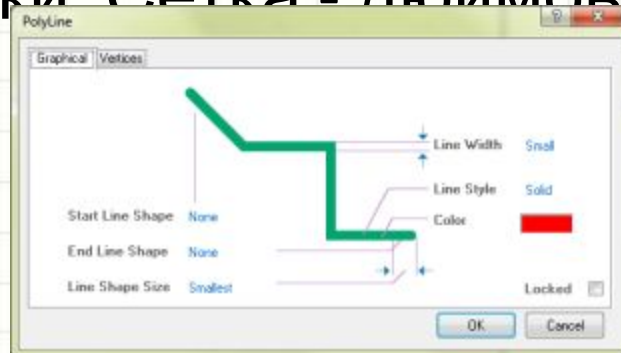 PolyLine
Graphical Vertices
Line Width Small
Line Style Solid
Start Line Shape None
Color
End Line Shape None
Line Shape Size Smallest
Locked
OK Cancel